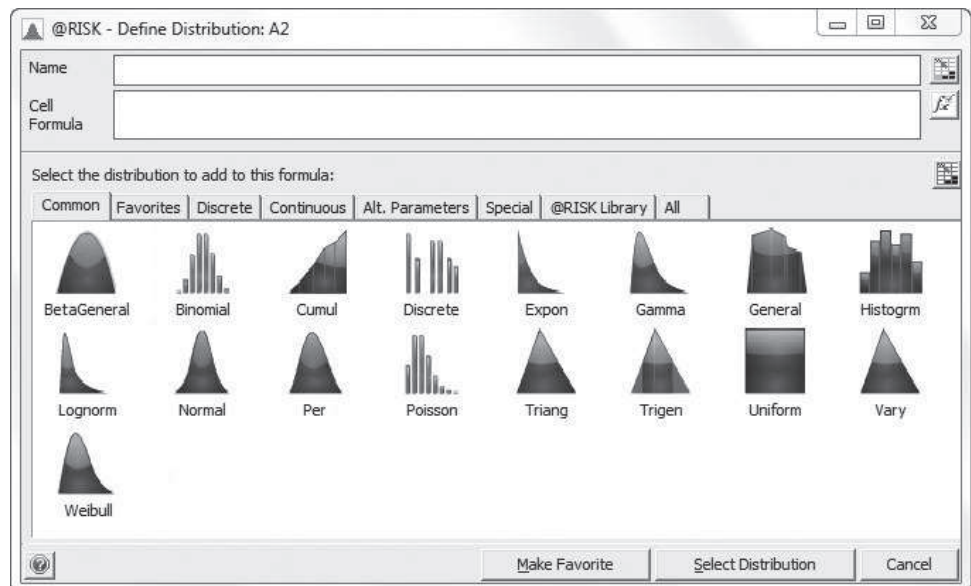 @RISK - Define Distribution: A2
Name
Cell
Formula
Select the distribution to add to this formula:
Common Favorites Discrete Continuous Alt. Parameters Special @RISK Library All
BetaGeneral Binomial Cumul Discrete Expon Gamma General Histogrm
Lognorm Normal Per Poisson Triang Trigen Uniform Vary
Weibull
Make Favorite Select Distribution Cancel